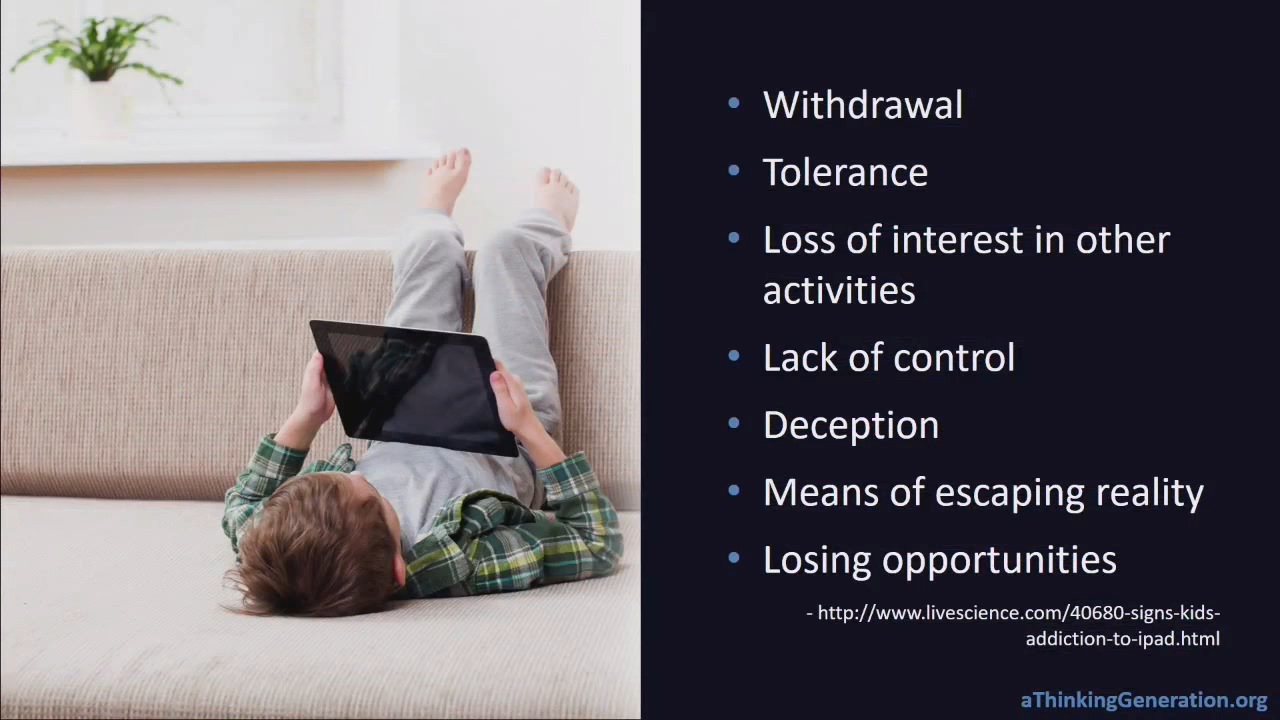 • Withdrawal
• Tolerance
• Loss of interest in other
activities
• Lack of control
• Deception
• Means of escaping reality
• Losing opportunities
- http://www.livescience.com/40680-signs-kids-
addiction-to-ipad.html
aThinkingGeneration.org